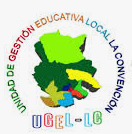 UNIDAD DE GESTIÓN EDUCATIVA LOCAL LA CONVENCIÓN
UGEL-LC